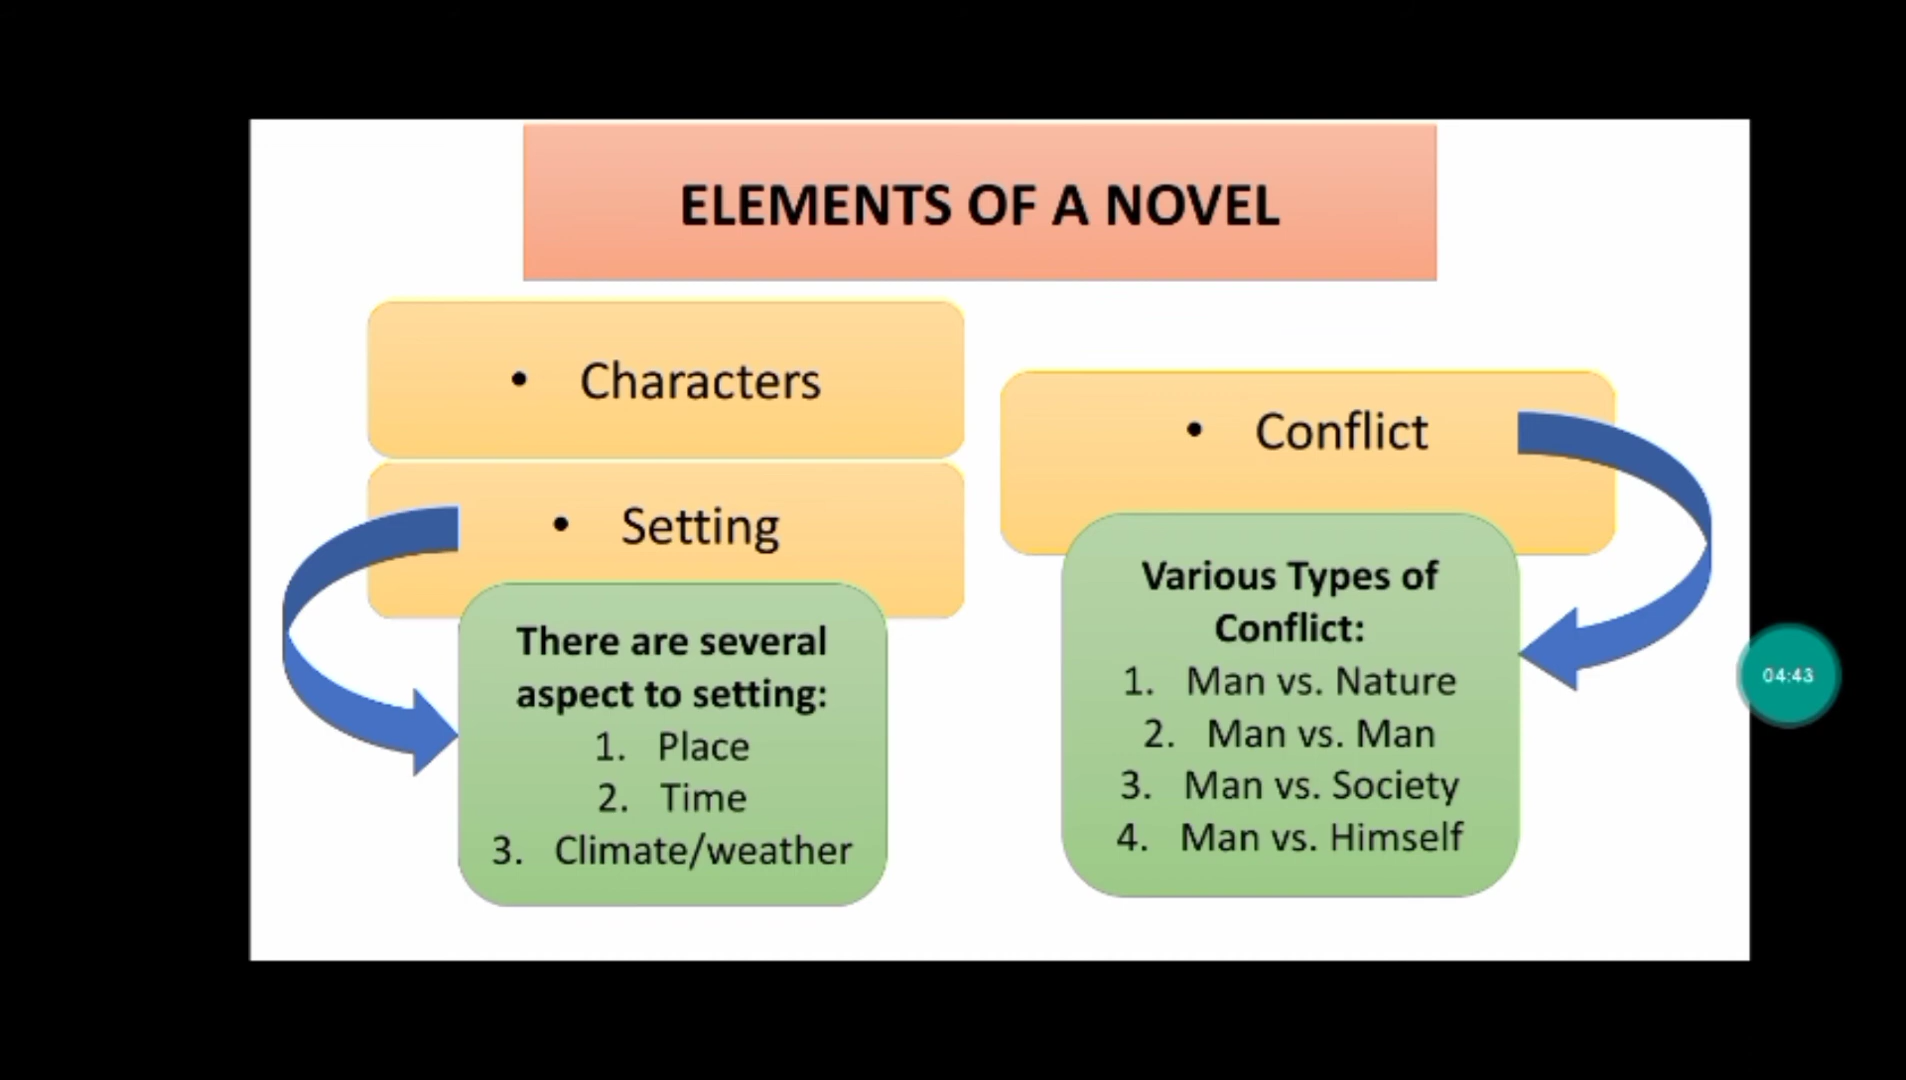 ELEMENTS OF A NOVEL
• Characters
• Setting
There are several
aspect to setting:
1. Place
2. Time
3. Climate/weather
• Conflict
Various Types of
Conflict:
1. Man vs. Nature
2. Man vs. Man
3. Man vs. Society
4. Man vs. Himself
04:43